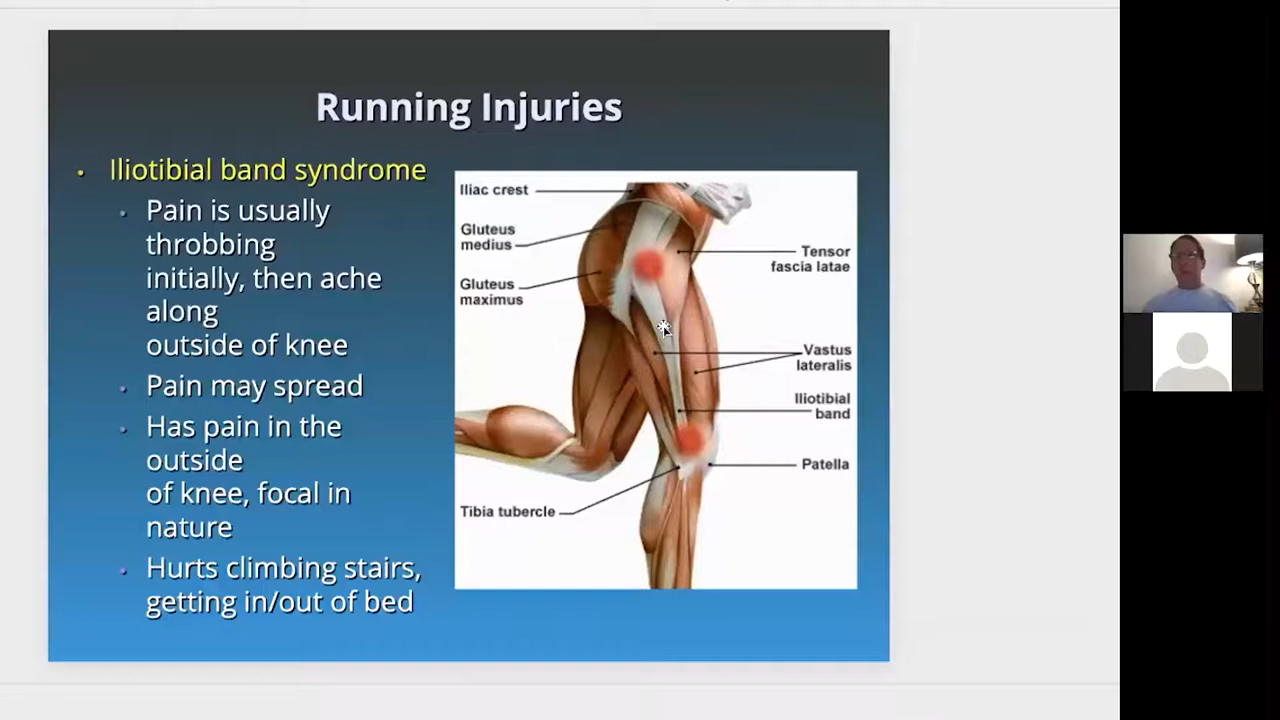 Running Injuries
Iliotibial band syndrome
Pain is usually
throbbing
initially, then ache
along
outside of knee
Pain may spread
Has pain in the
outside
of knee, focal in
nature
Hurts climbing stairs,
getting in/out of bed
Iliac crest
Gluteus
medius
Gluteus
maximus
Tensor
fascia latae
Vastus
lateralis
Iliotibial
band
Patella
Tibia tubercle